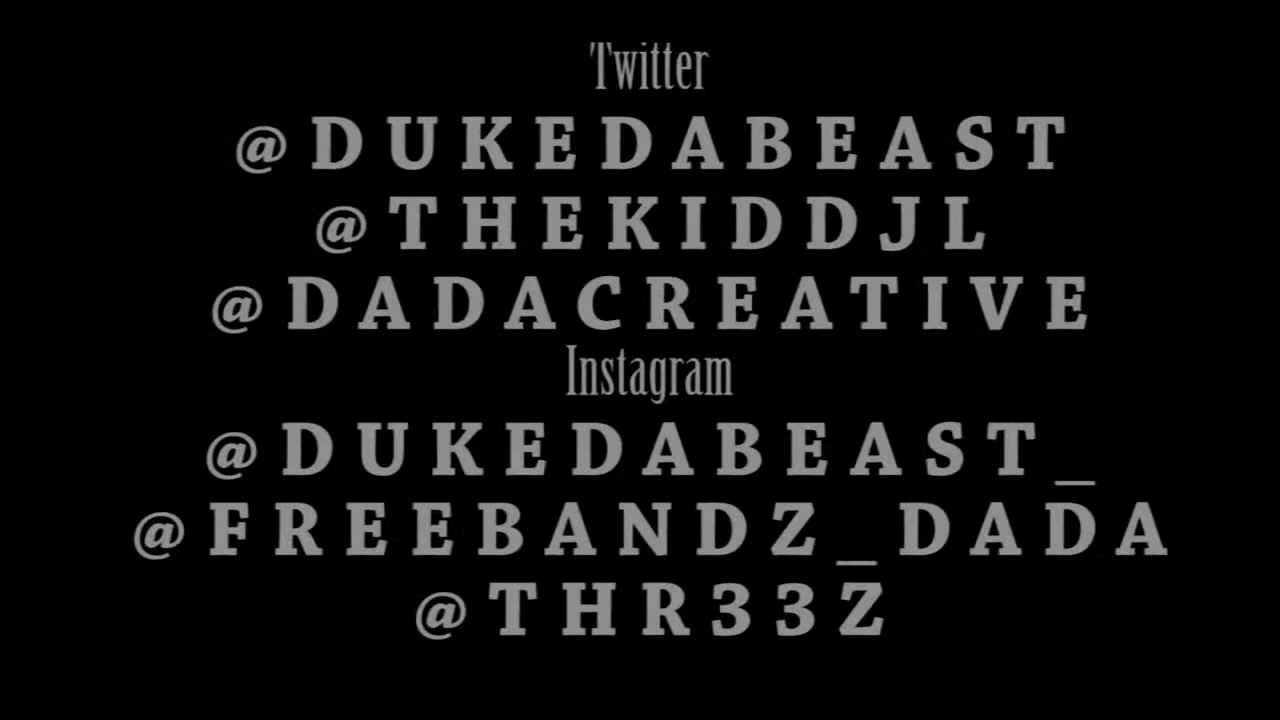 Twitter
@DUKEDABEAST
@THEKIDDJL
@DADACREATIVE
Instagram
@DUKEDABEAST_
@FREEBANDZ_DADA
@THR33Z